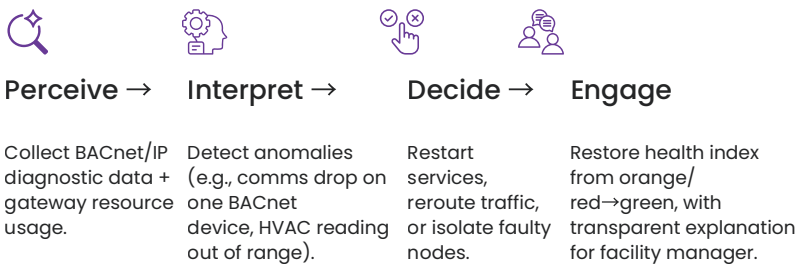 Perceive →
Interpret →
Decide →
Engage
Collect BACnet/IP
diagnostic data +
gateway resource
usage.
Detect anomalies
(e.g., comms drop on
one BACnet
device, HVAC reading
out of range).
Restart
services,
reroute traffic,
or isolate faulty
nodes.
Restore health index
from orange/
red→green, with
transparent explanation
for facility manager.